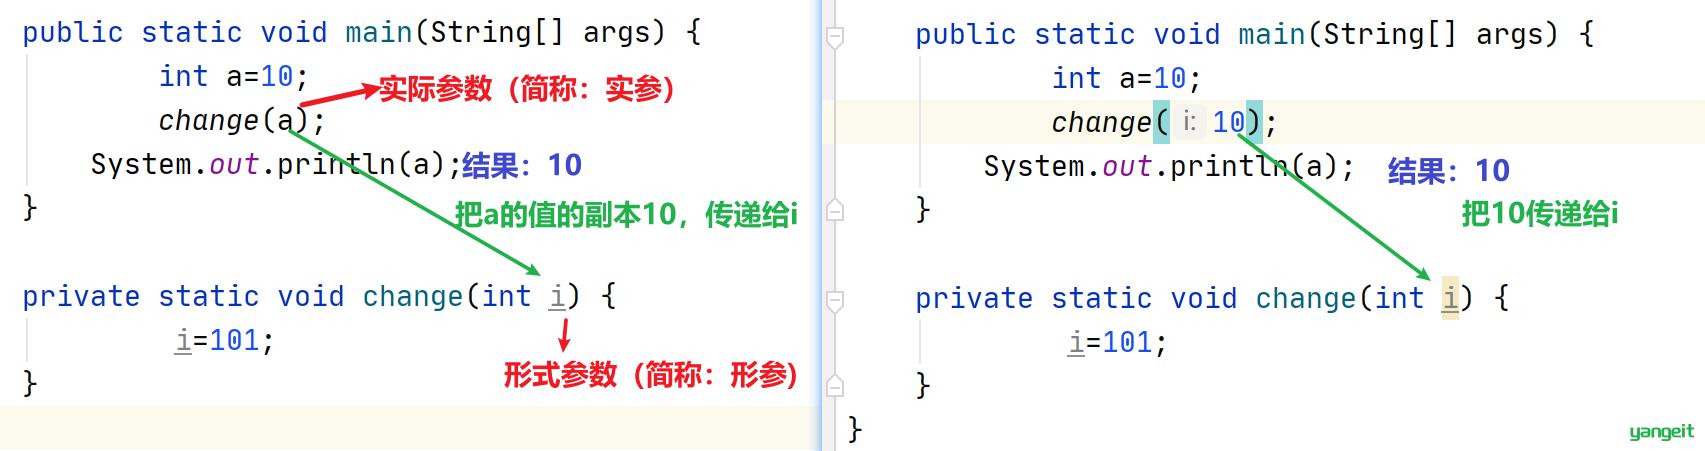 public static void main(String[] args) {
int a=10;
实际参数（简称：实参）
change(a);
System.out.println(a);结果：10
}
把a的值的副本10，传递给i
private static void change(int i) {
i=101;
形式参数（简称：形参)
}
public static void main(String[] args) {
int a=10;
change( i: 10);
System.out.println(a); 结果：10
}
把10传递给i
private static void change(int i) {
i=101;
}
}
yangeit